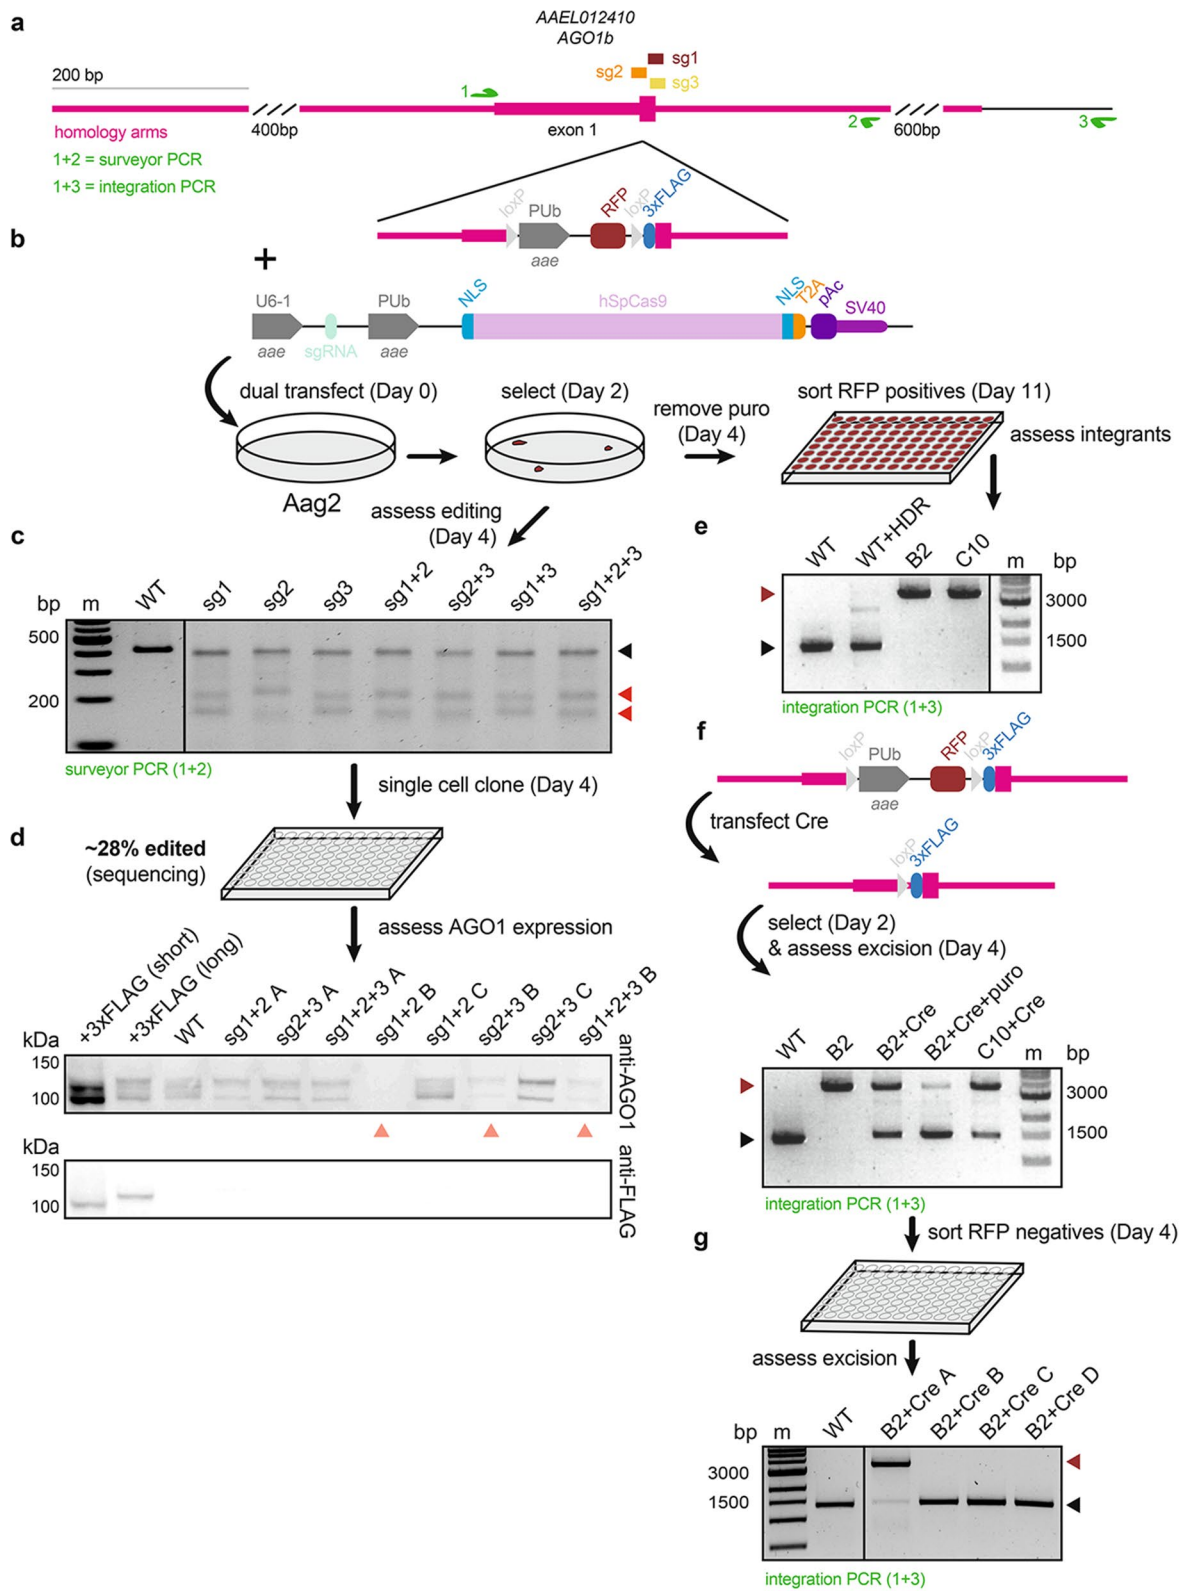 a
AAEL012410
AGO1b
sg1
sg2
sg3
200 bp
1
homology arms
400bp
exon 1
2
600bp
3
1+2 = surveyor PCR
1+3 = integration PCR
loxP
PUb
RFP
loxP
3xFLAG
aae
b
+
U6-1
PUb
NLS
hSpCas9
NLS
T2A
pAc
SV40
aae
sgRNA
aae
dual transfect (Day 0)
select (Day 2)
remove puro
(Day 4)
sort RFP positives (Day 11)
assess integrants
Aag2
assess editing
(Day 4)
c
bp
m
WT
sg1
sg2
sg3
sg1+2
sg2+3
sg1+3
sg1+2+3
500
200
surveyor PCR (1+2)
single cell clone (Day 4)
d
~28% edited
(sequencing)
assess AGO1 expression
+3xFLAG (short)
+3xFLAG (long)
WT
sg1+2 A
sg2+3 A
sg1+2+3 A
sg1+2 B
sg1+2 C
sg2+3 B
sg2+3 C
sg1+2+3 B
kDa
150
100
anti-AGO1
kDa
150
100
anti-FLAG
e
WT
WT+HDR
B2
C10
m
bp
3000
1500
integration PCR (1+3)
f
loxP
PUb
RFP
loxP
3xFLAG
aae
transfect Cre
loxP
3xFLAG
select (Day 2)
& assess excision (Day 4)
WT
B2
B2+Cre
B2+Cre+puro
C10+Cre
m
bp
3000
1500
integration PCR (1+3)
g
sort RFP negatives (Day 4)
assess excision
bp
m
WT
B2+Cre A
B2+Cre B
B2+Cre C
B2+Cre D
3000
1500
integration PCR (1+3)